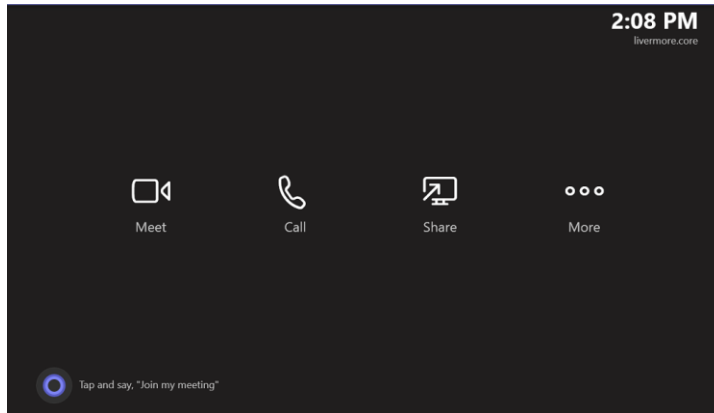 2:08 PM
livermore.core
Meet
Call
Share
More
Tap and say, "Join my meeting"